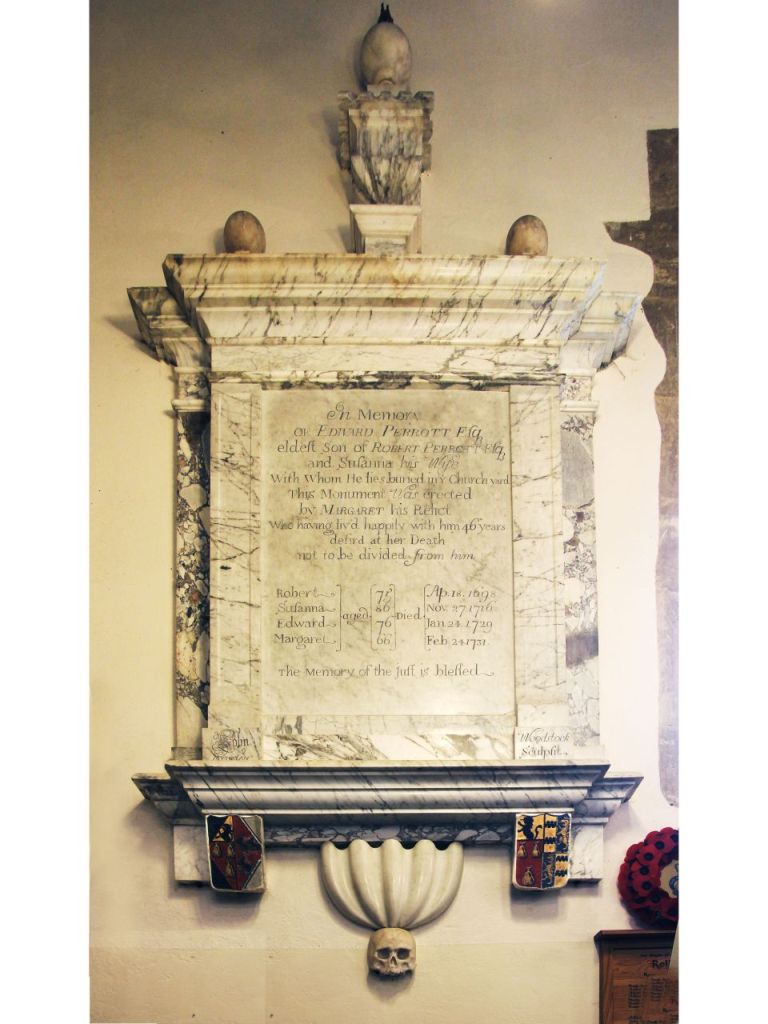 In Memory
OF EDWARD PERROTT Esq
eldest Son of ROBERT PERROTT Esq
and Susanna his Wife
With Whom He lies buried in yͤ Church yard
This Monument Was erected
by MARGARET his Relict
Who having liv'd happily with him 46 years
desir'd at her Death
not to be divided from him
Robert aged 71 Died Ap. 18. 1698
Susanna 86 Nov. 27. 1716
Edward 76 Jan. 24. 1729
Margaret 66 Feb. 24. 1731.
The Memory of the just is blessed
John Woodstock
Sculpsit
Roll